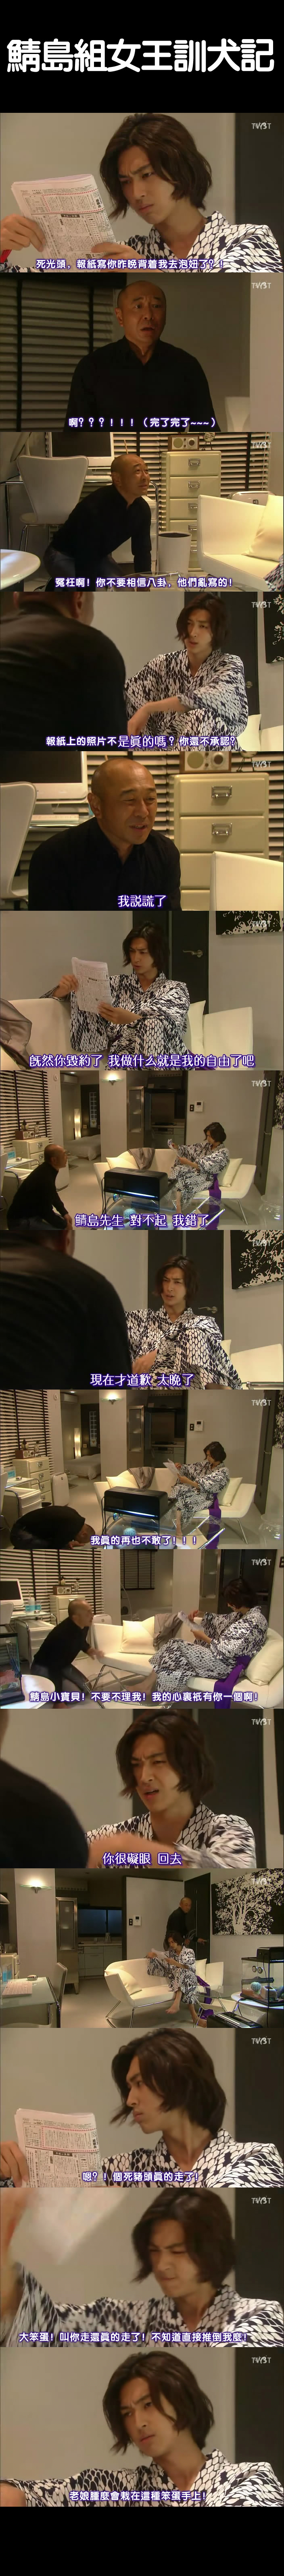 鯖島組女王訓犬記
TVBST
死光頭，報紙寫你昨晚背着我去泡妞了？！
啊？？？！！！（完了完了~~~）
冤枉啊！你不要相信八卦，他們亂寫的！
報紙上的照片不是真的嗎？你還不承認？
我説謊了
既然你毀約了 我做什么就是我的自由了吧
鯖島先生 對不起 我錯了
現在才道歉 太晚了
我真的再也不敢了！！！
鯖島小寶貝！不要不理我！我的心裏衹有你一個啊！
你很礙眼 回去
嗯？！個死豬頭真的走了！
大笨蛋！叫你走還真的走了！不知道直接推倒我麼！
老娘腫麼會栽在這種笨蛋手上！